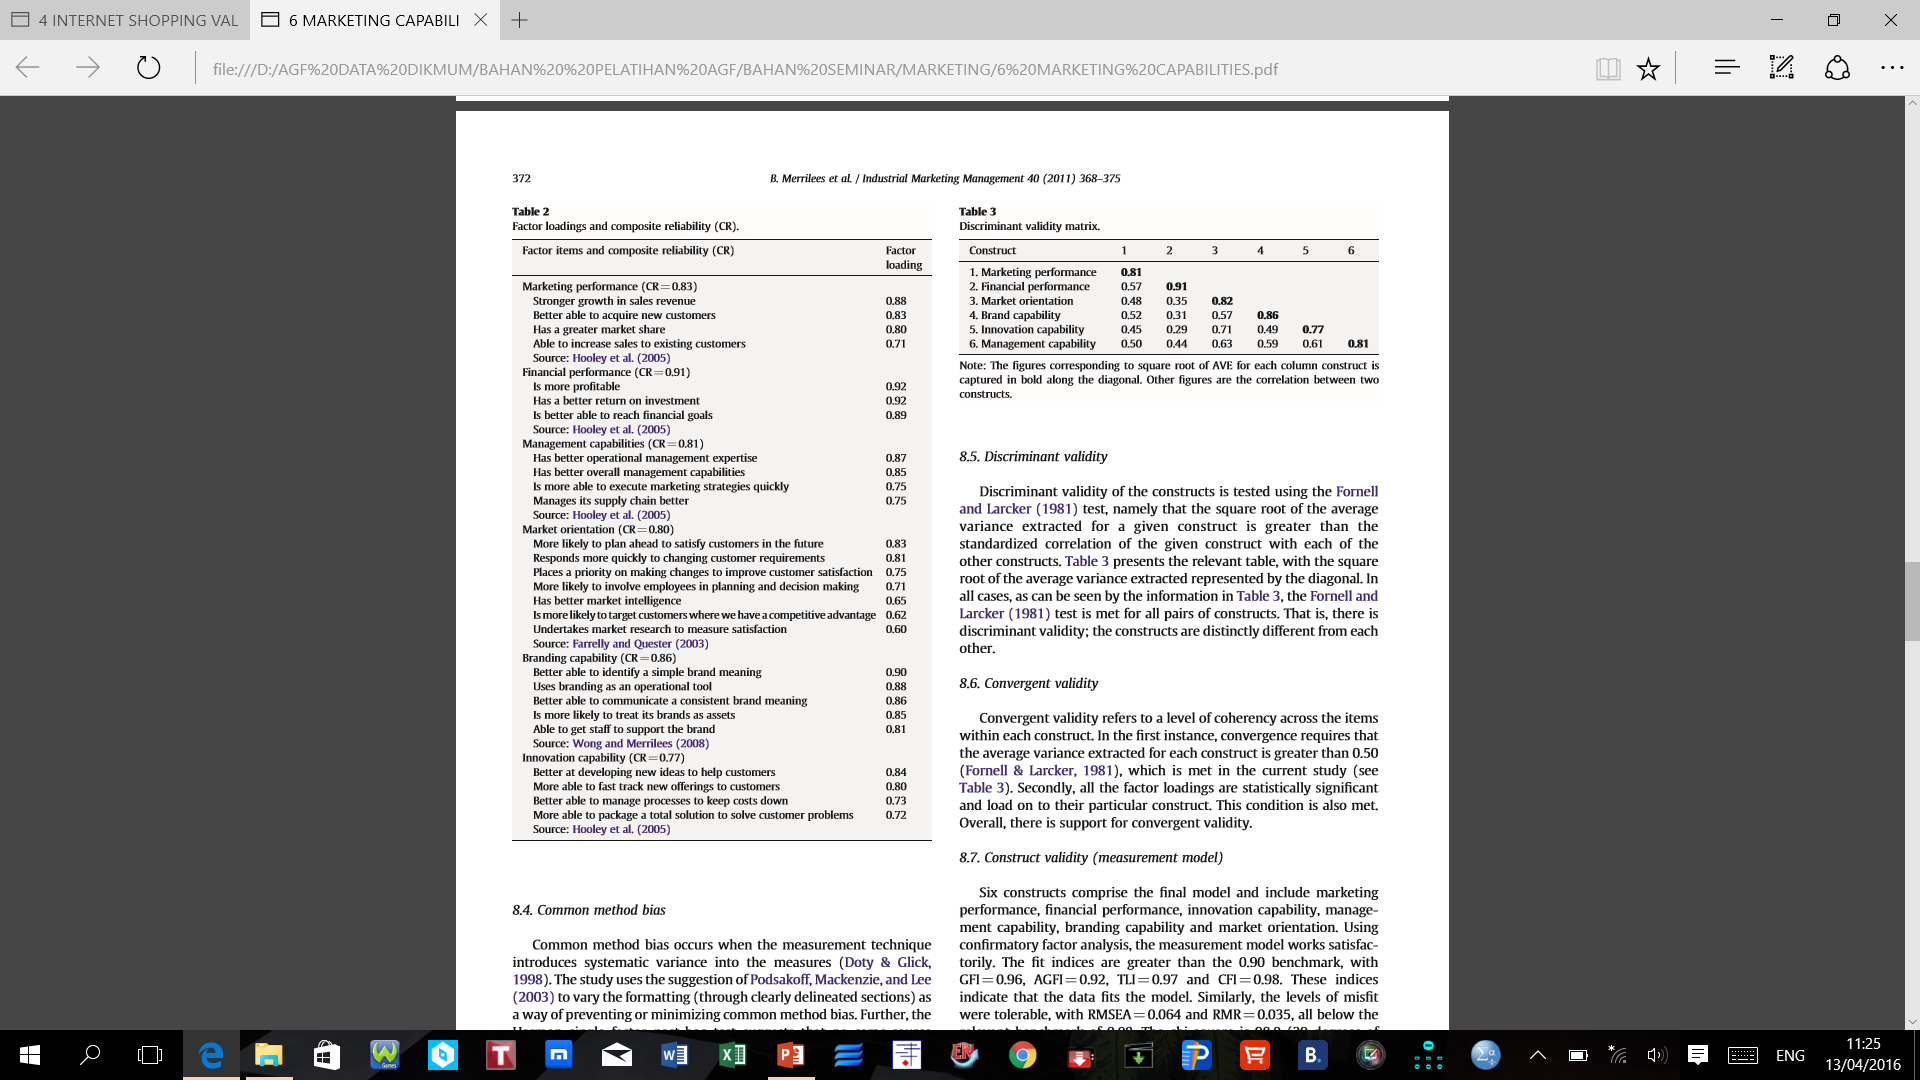 4 INTERNET SHOPPING VAL
6 MARKETING CAPABILI
file:///D:/AGF%20DATA%20DIKMUM/BAHAN%20%20PELATIHAN%20AGF/BAHAN%20SEMINAR/MARKETING/6%20MARKETING%20CAPABILITIES.pdf
372
B. Merrilees et al. / Industrial Marketing Management 40 (2011) 368–375
Table 2
Factor loadings and composite reliability (CR).
Factor items and composite reliability (CR) Factor
loading
Marketing performance (CR=0.83)
Stronger growth in sales revenue 0.88
Better able to acquire new customers 0.83
Has a greater market share 0.80
Able to increase sales to existing customers 0.71
Source: Hooley et al. (2005)
Financial performance (CR=0.91)
Is more profitable 0.92
Has a better return on investment 0.92
Is better able to reach financial goals 0.89
Source: Hooley et al. (2005)
Management capabilities (CR=0.81)
Has better operational management expertise 0.87
Has better overall management capabilities 0.85
Is more able to execute marketing strategies quickly 0.75
Manages its supply chain better 0.75
Source: Hooley et al. (2005)
Market orientation (CR=0.80)
More likely to plan ahead to satisfy customers in the future 0.83
Responds more quickly to changing customer requirements 0.81
Places a priority on making changes to improve customer satisfaction 0.75
More likely to involve employees in planning and decision making 0.71
Has better market intelligence 0.65
Is more likely to target customers where we have a competitive advantage 0.62
Undertakes market research to measure satisfaction 0.60
Source: Farrelly and Quester (2003)
Branding capability (CR=0.86)
Better able to identify a simple brand meaning 0.90
Uses branding as an operational tool 0.88
Better able to communicate a consistent brand meaning 0.86
Is more likely to treat its brands as assets 0.85
Able to get staff to support the brand 0.81
Source: Wong and Merrilees (2008)
Innovation capability (CR=0.77)
Better at developing new ideas to help customers 0.84
More able to fast track new offerings to customers 0.80
Better able to manage processes to keep costs down 0.73
More able to package a total solution to solve customer problems 0.72
Source: Hooley et al. (2005)
8.4. Common method bias
Common method bias occurs when the measurement technique
introduces systematic variance into the measures (Doty & Glick,
1998). The study uses the suggestion of Podsakoff, Mackenzie, and Lee
(2003) to vary the formatting (through clearly delineated sections) as
a way of preventing or minimizing common method bias. Further, the
Table 3
Discriminant validity matrix.
Construct 1 2 3 4 5 6
1. Marketing performance 0.81
2. Financial performance 0.57 0.91
3. Market orientation 0.48 0.35 0.82
4. Brand capability 0.52 0.31 0.57 0.86
5. Innovation capability 0.45 0.29 0.71 0.49 0.77
6. Management capability 0.50 0.44 0.63 0.59 0.61 0.81
Note: The figures corresponding to square root of AVE for each column construct is
captured in bold along the diagonal. Other figures are the correlation between two
constructs.
8.5. Discriminant validity
Discriminant validity of the constructs is tested using the Fornell
and Larcker (1981) test, namely that the square root of the average
variance extracted for a given construct is greater than the
standardized correlation of the given construct with each of the
other constructs. Table 3 presents the relevant table, with the square
root of the average variance extracted represented by the diagonal. In
all cases, as can be seen by the information in Table 3, the Fornell and
Larcker (1981) test is met for all pairs of constructs. That is, there is
discriminant validity; the constructs are distinctly different from each
other.
8.6. Convergent validity
Convergent validity refers to a level of coherency across the items
within each construct. In the first instance, convergence requires that
the average variance extracted for each construct is greater than 0.50
(Fornell & Larcker, 1981), which is met in the current study (see
Table 3). Secondly, all the factor loadings are statistically significant
and load on to their particular construct. This condition is also met.
Overall, there is support for convergent validity.
8.7. Construct validity (measurement model)
Six constructs comprise the final model and include marketing
performance, financial performance, innovation capability, manage-
ment capability, branding capability and market orientation. Using
confirmatory factor analysis, the measurement model works satisfac-
torily. The fit indices are greater than the 0.90 benchmark, with
GFI=0.96, AGFI=0.92, TLI=0.97 and CFI=0.98. These indices
indicate that the data fits the model. Similarly, the levels of misfit
were tolerable, with RMSEA=0.064 and RMR=0.035, all below the
ENG
11:25
13/04/2016